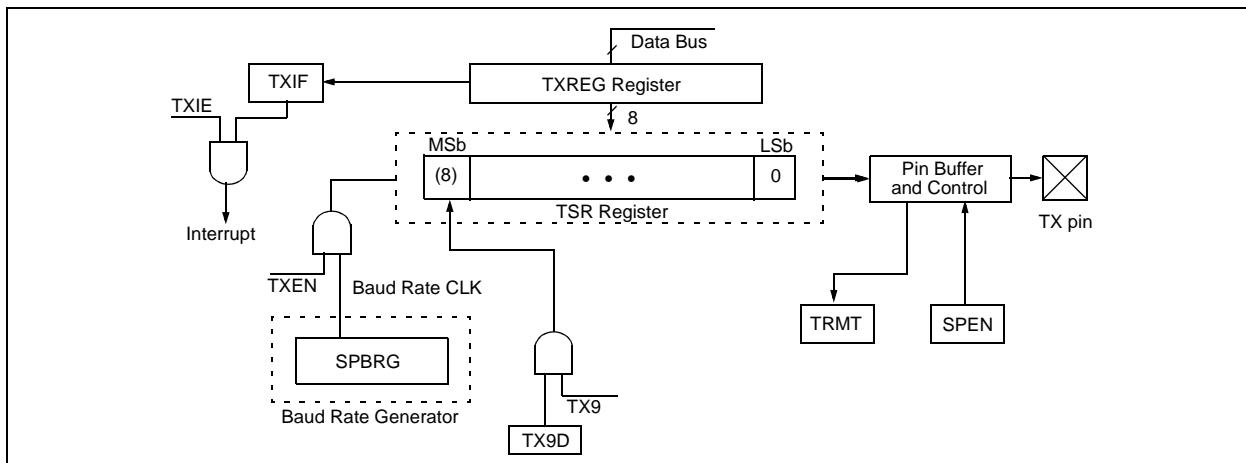 Data Bus
TXIF
TXREG Register
TXIE
8
MSb
LSb
(8)
• • •
0
Pin Buffer
and Control
TSR Register
Interrupt
TX pin
TXEN
Baud Rate CLK
TRMT
SPEN
SPBRG
TX9
Baud Rate Generator
TX9D